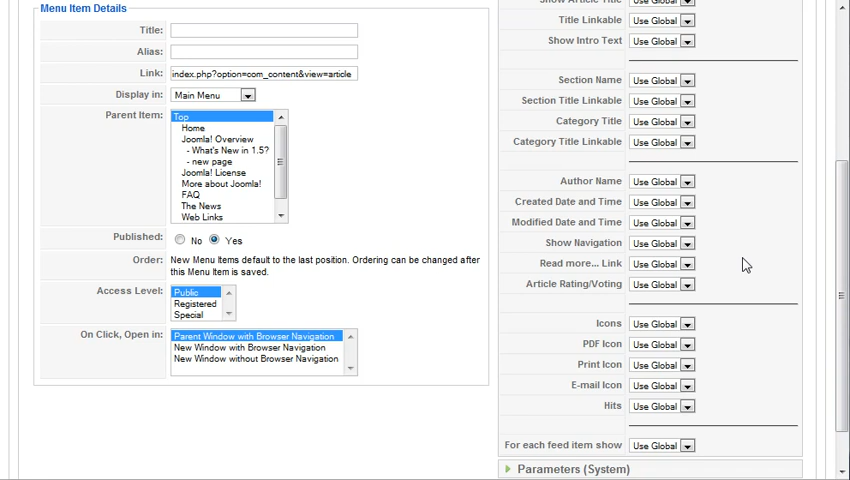 Menu Item Details
Title:
Alias:
Link: index.php?option=com_content&view=article
Display in: Main Menu
Parent Item: Top
Home
Joomla! Overview
- What's New in 1.5?
- new page
Joomla! License
More about Joomla!
FAQ
The News
Web Links
Published: No Yes
Order: New Menu Items default to the last position. Ordering can be changed after
this Menu Item is saved.
Access Level: Public
Registered
Special
On Click, Open in: Parent Window with Browser Navigation
New Window with Browser Navigation
New Window without Browser Navigation
Show Article Title Use Global
Title Linkable Use Global
Show Intro Text Use Global
Section Name Use Global
Section Title Linkable Use Global
Category Title Use Global
Category Title Linkable Use Global
Author Name Use Global
Created Date and Time Use Global
Modified Date and Time Use Global
Show Navigation Use Global
Read more... Link Use Global
Article Rating/Voting Use Global
Icons Use Global
PDF Icon Use Global
Print Icon Use Global
E-mail Icon Use Global
Hits Use Global
For each feed item show Use Global
Parameters (System)